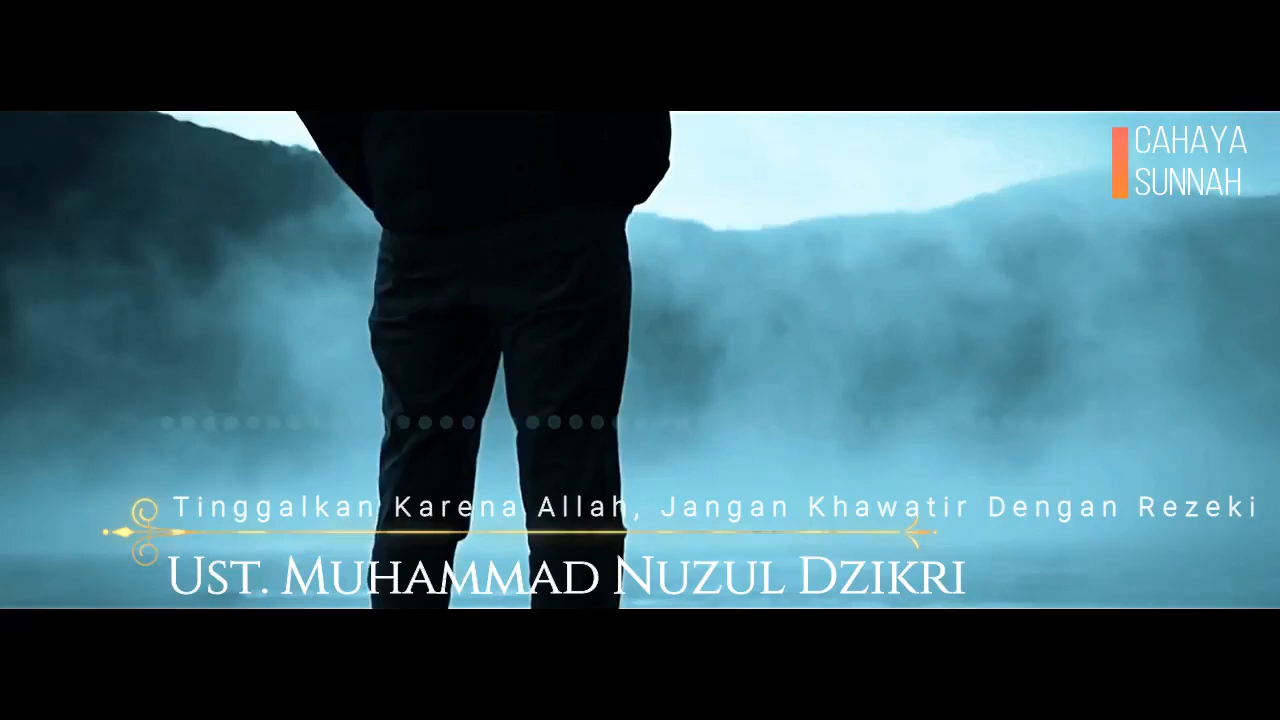 CAHAYA
SUNNAH
Tinggalkan Karena Allah, Jangan Khawatir Dengan Rezeki
UST. MUHAMMAD NUZUL DZIKRI